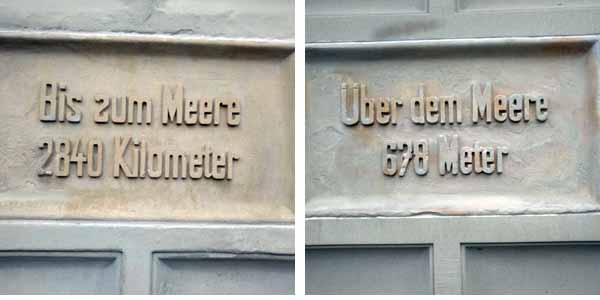 Bis zum Meere
2840 Kilometer
Über dem Meere
678 Meter